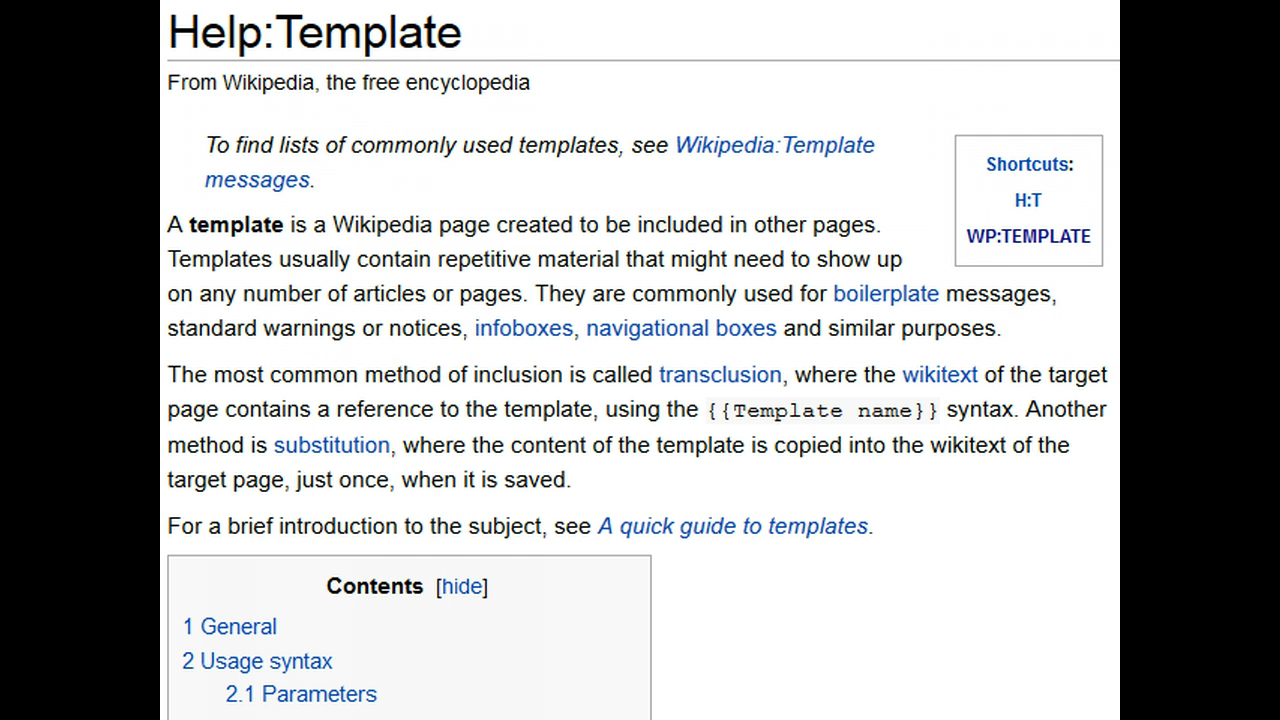 Help:Template
From Wikipedia, the free encyclopedia
To find lists of commonly used templates, see Wikipedia:Template
messages.
Shortcuts:
H:T
WP:TEMPLATE
A template is a Wikipedia page created to be included in other pages.
Templates usually contain repetitive material that might need to show up
on any number of articles or pages. They are commonly used for boilerplate messages,
standard warnings or notices, infoboxes, navigational boxes and similar purposes.
The most common method of inclusion is called transclusion, where the wikitext of the target
page contains a reference to the template, using the {{Template name}} syntax. Another
method is substitution, where the content of the template is copied into the wikitext of the
target page, just once, when it is saved.
For a brief introduction to the subject, see A quick guide to templates.
Contents [hide]
1 General
2 Usage syntax
2.1 Parameters